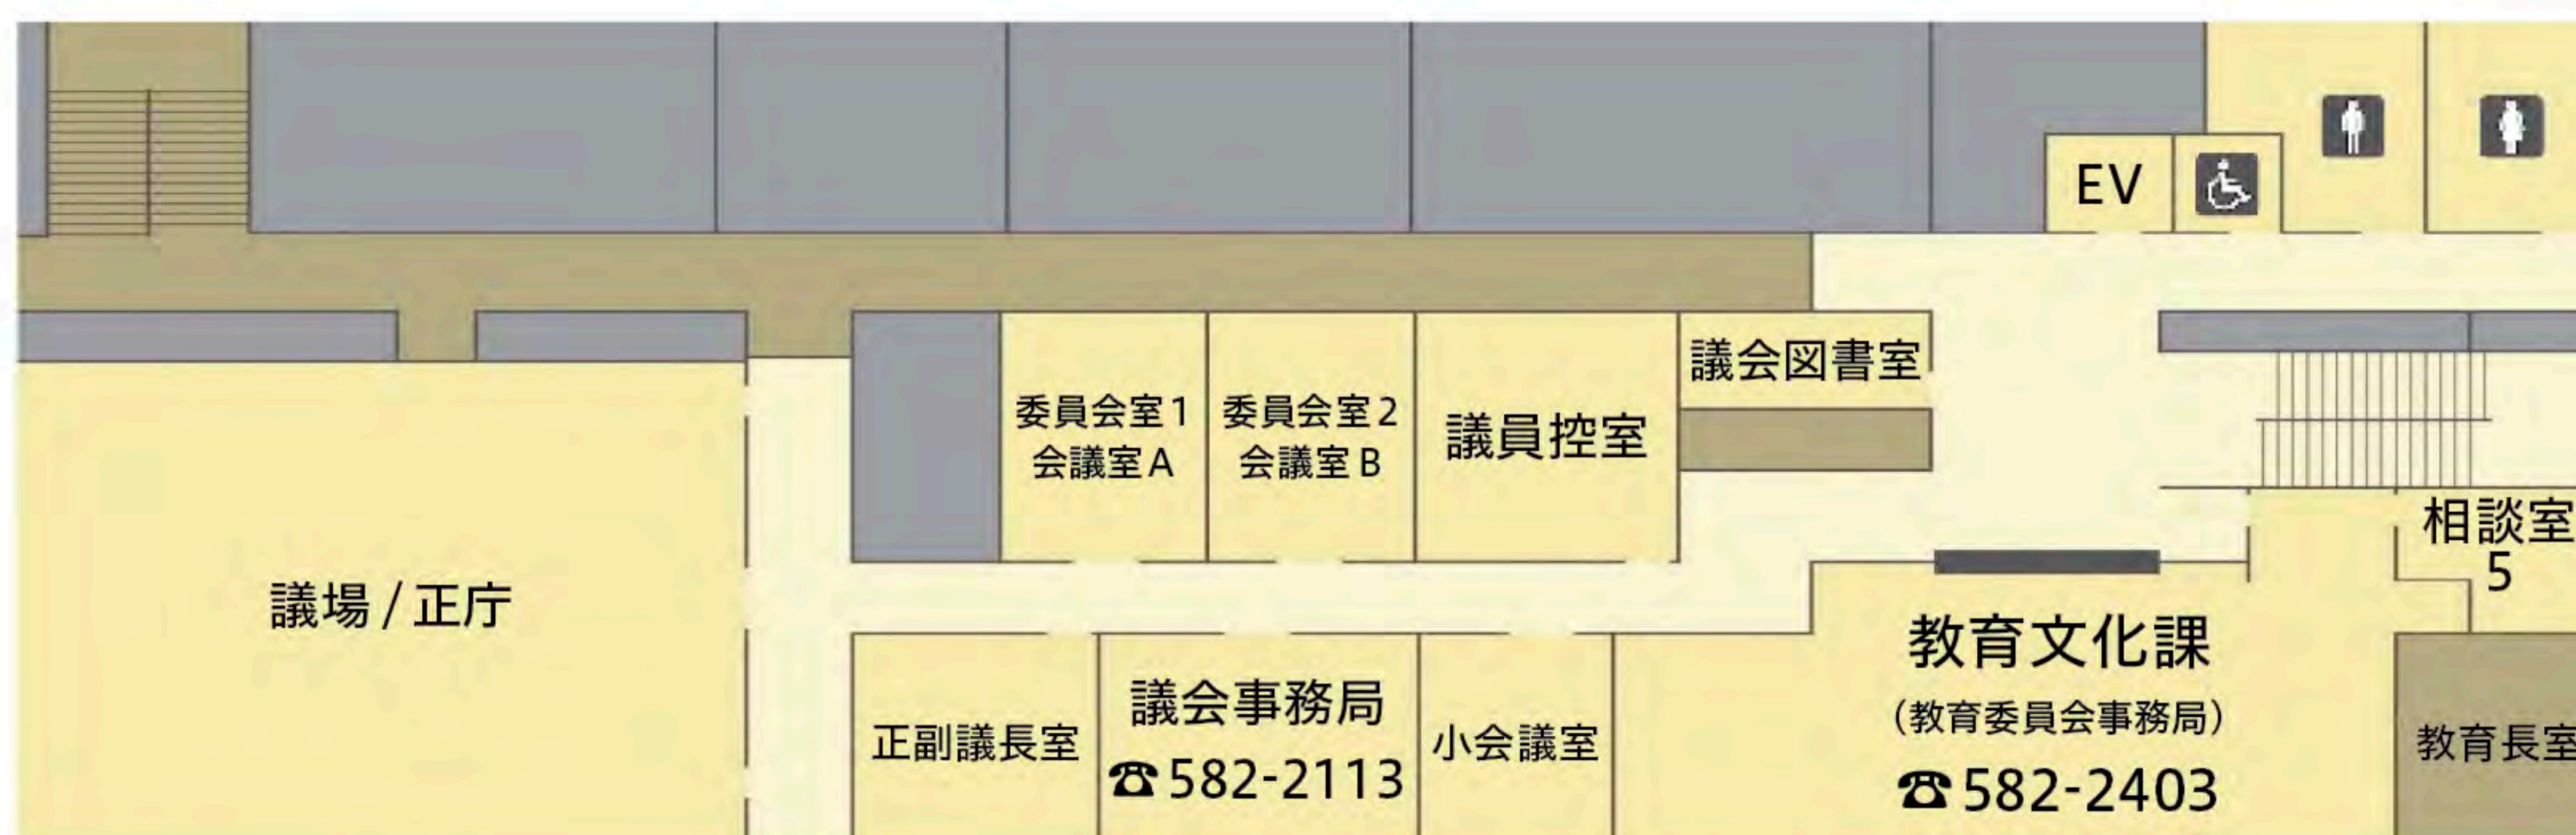 EV
議会図書室
委員会室1
会議室A
委員会室2
会議室B
議員控室
相談室
5
議場/正庁
教育文化課
(教育委員会事務局)
☎582-2403
正副議長室
議会事務局
☎582-2113
小会議室
教育長室